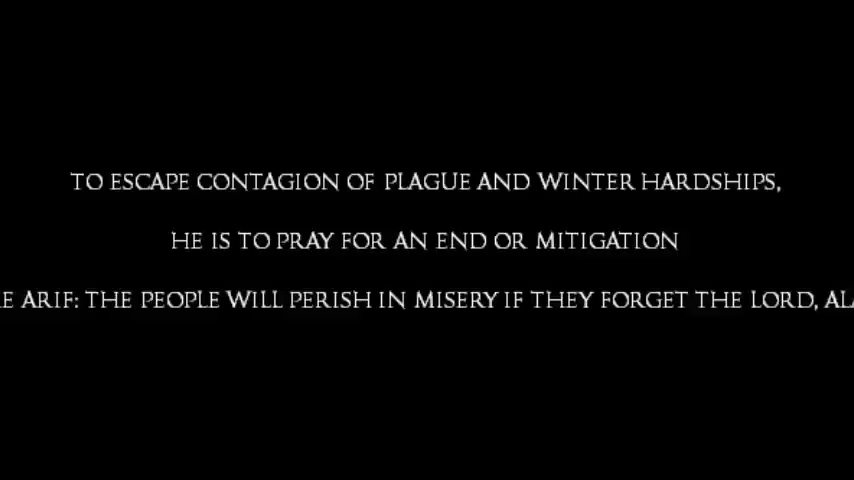 TO ESCAPE CONTAGION OF PLAGUE AND WINTER HARDSHIPS,
HE IS TO PRAY FOR AN END OR MITIGATION
ARIF: THE PEOPLE WILL PERISH IN MISERY IF THEY FORGET THE LORD,